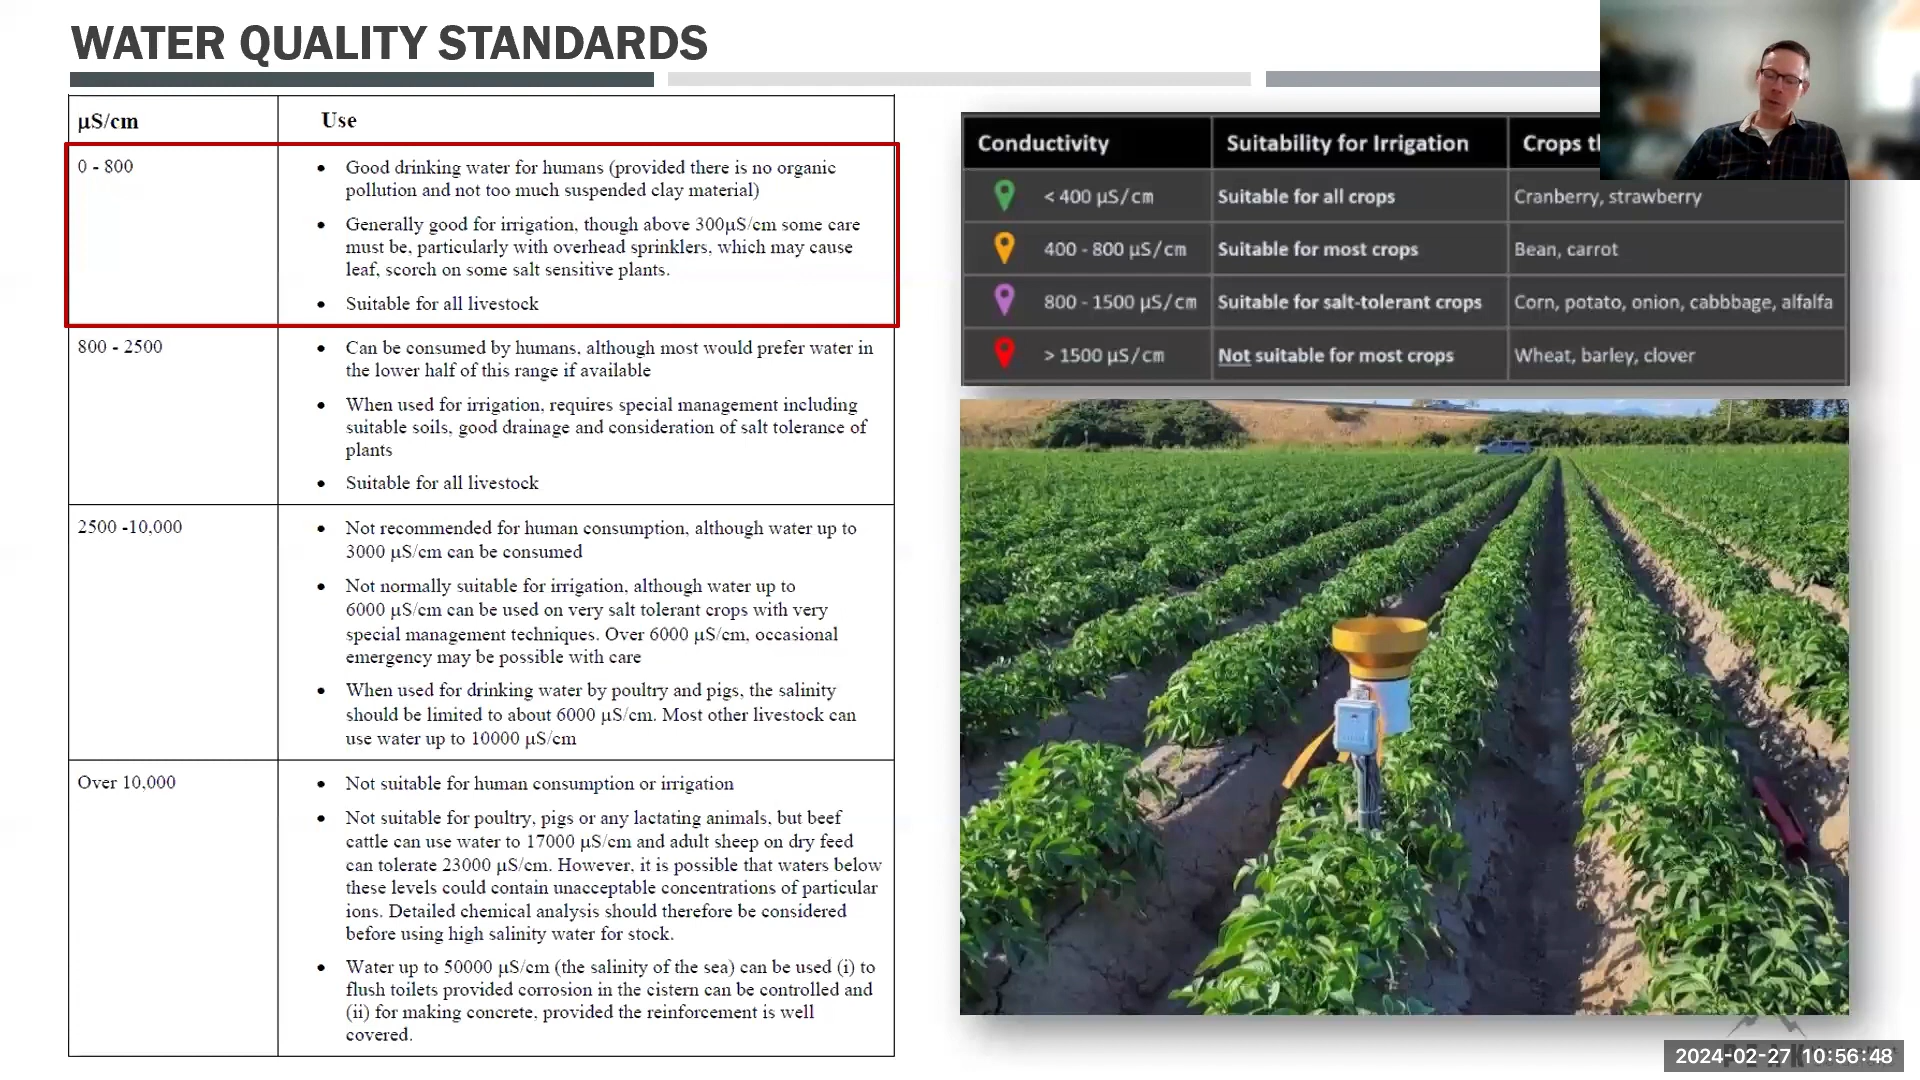 WATER QUALITY STANDARDS
µS/cm
Use
0 - 800
• Good drinking water for humans (provided there is no organic
pollution and not too much suspended clay material)
• Generally good for irrigation, though above 300µS/cm some care
must be, particularly with overhead sprinklers, which may cause
leaf, scorch on some salt sensitive plants.
• Suitable for all livestock
800 - 2500
• Can be consumed by humans, although most would prefer water in
the lower half of this range if available
• When used for irrigation, requires special management including
suitable soils, good drainage and consideration of salt tolerance of
plants
• Suitable for all livestock
2500 -10,000
• Not recommended for human consumption, although water up to
3000 µS/cm can be consumed
• Not normally suitable for irrigation, although water up to
6000 µS/cm can be used on very salt tolerant crops with very
special management techniques. Over 6000 µS/cm, occasional
emergency may be possible with care
• When used for drinking water by poultry and pigs, the salinity
should be limited to about 6000 µS/cm. Most other livestock can
use water up to 10000 µS/cm
Over 10,000
• Not suitable for human consumption or irrigation
• Not suitable for poultry, pigs or any lactating animals, but beef
cattle can use water to 17000 µS/cm and adult sheep on dry feed
can tolerate 23000 µS/cm. However, it is possible that waters below
these levels could contain unacceptable concentrations of particular
ions. Detailed chemical analysis should therefore be considered
before using high salinity water for stock.
• Water up to 50000 µS/cm (the salinity of the sea) can be used (i) to
flush toilets provided corrosion in the cistern can be controlled and
(ii) for making concrete, provided the reinforcement is well
covered.
Conductivity
Suitability for Irrigation
Crops
< 400 µS/cm
Suitable for all crops
Cranberry, strawberry
400 - 800 µS/cm
Suitable for most crops
Bean, carrot
800 - 1500 µS/cm
Suitable for salt-tolerant crops
Corn, potato, onion, cabbbage, alfalfa
> 1500 µS/cm
Not suitable for most crops
Wheat, barley, clover
2024-02-27 10:56:48